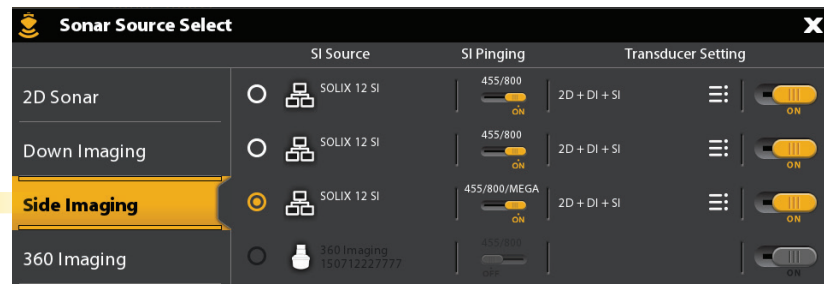 Sonar Source Select X
SI Source SI Pinging Transducer Setting
2D Sonar
SOLIX 12 SI 455/800 ON 2D + DI + SI ON
Down Imaging
SOLIX 12 SI 455/800 ON 2D + DI + SI ON
Side Imaging
SOLIX 12 SI 455/800/MEGA ON 2D + DI + SI ON
360 Imaging
360 Imaging 455/800 OFF ON
150712227777